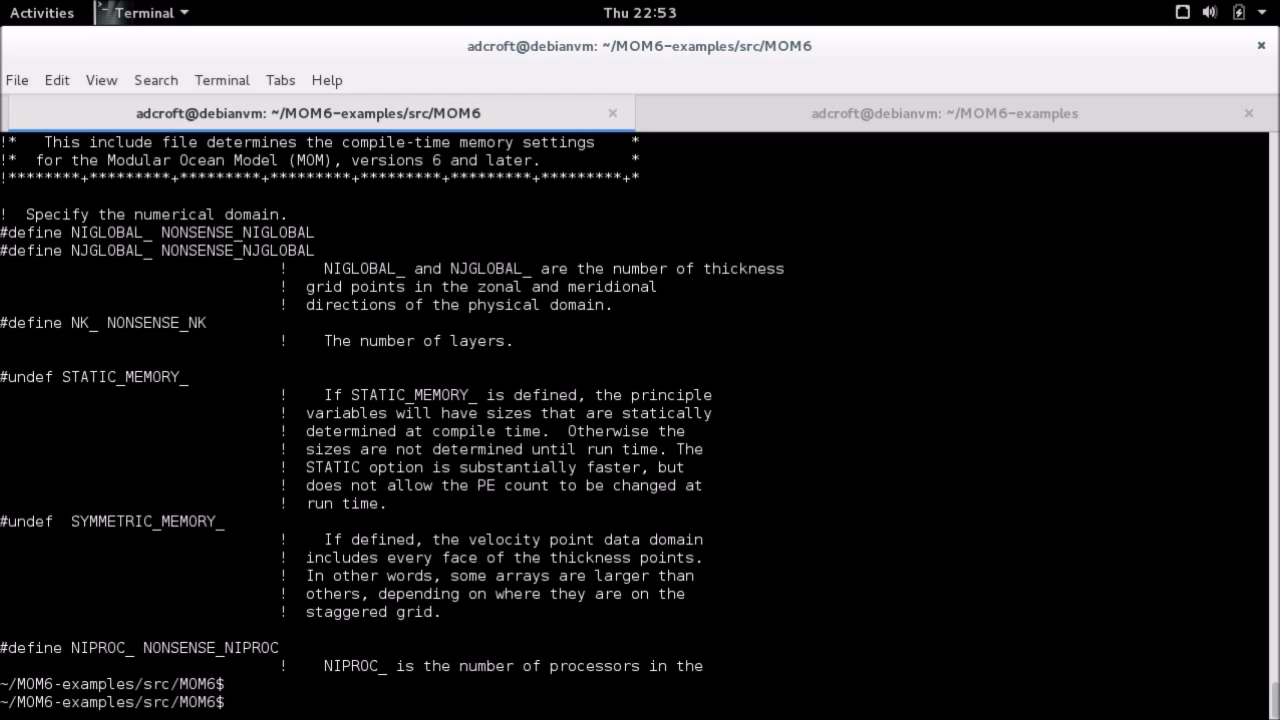 Activities Terminal Thu 22:53
adcroft@debianvm: ~/MOM6-examples/src/MOM6 ×
File Edit View Search Terminal Tabs Help
adcroft@debianvm: ~/MOM6-examples/src/MOM6 × adcroft@debianvm: ~/MOM6-examples ×
!*   This include file determines the compile-time memory settings    *
!*  for the Modular Ocean Model (MOM), versions 6 and later.          *
!********+*********+*********+*********+*********+*********+*********+*
!  Specify the numerical domain.
#define NIGLOBAL_ NONSENSE_NIGLOBAL
#define NJGLOBAL_ NONSENSE_NJGLOBAL
!    NIGLOBAL_ and NJGLOBAL_ are the number of thickness
!  grid points in the zonal and meridional
!  directions of the physical domain.
#define NK_ NONSENSE_NK
!    The number of layers.
#undef STATIC_MEMORY_
!    If STATIC_MEMORY_ is defined, the principle
!  variables will have sizes that are statically
!  determined at compile time.  Otherwise the
!  sizes are not determined until run time. The
!  STATIC option is substantially faster, but
!  does not allow the PE count to be changed at
!  run time.
#undef  SYMMETRIC_MEMORY_
!    If defined, the velocity point data domain
!  includes every face of the thickness points.
!  In other words, some arrays are larger than
!  others, depending on where they are on the
!  staggered grid.
#define NIPROC_ NONSENSE_NIPROC
!    NIPROC_ is the number of processors in the
~/MOM6-examples/src/MOM6$
~/MOM6-examples/src/MOM6$